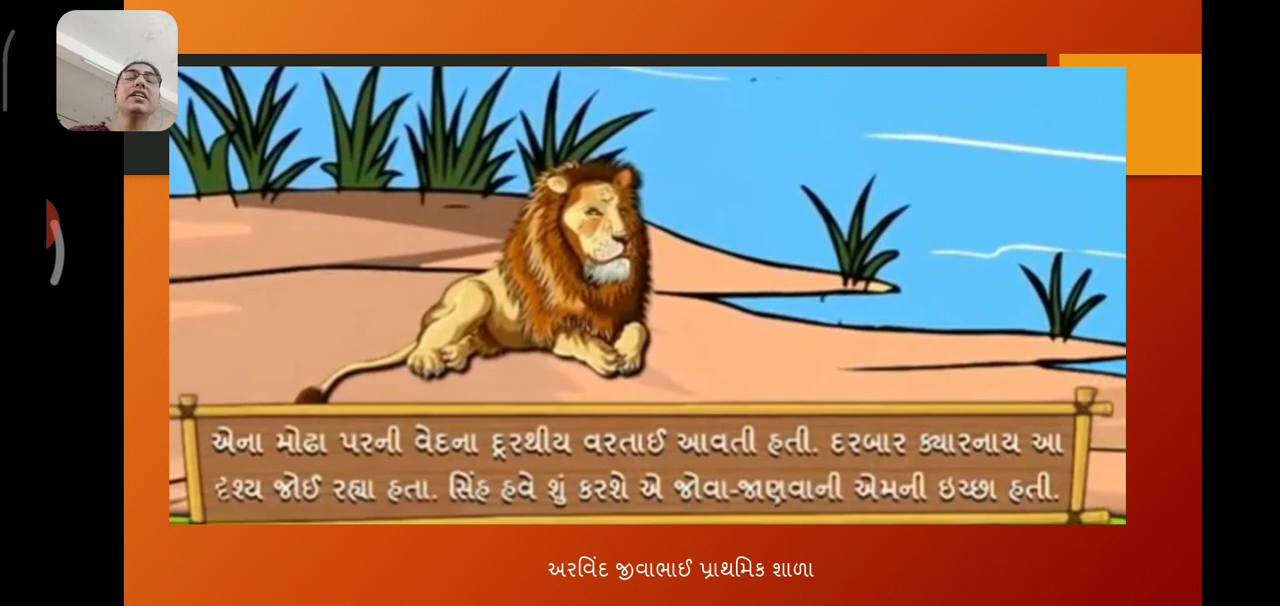 એના મોઢા પરની વેદના દૂરથીય વરતાઈ આવતી હતી. દરબાર ક્યારનાય આ
દૃશ્ય જોઈ રહ્યા હતા. સિંહ હવે શું કરશે એ જોવા-જાણવાની એમની ઇચ્છા હતી.
અરવિંદ જીવાભાઈ પ્રાથમિક શાળા